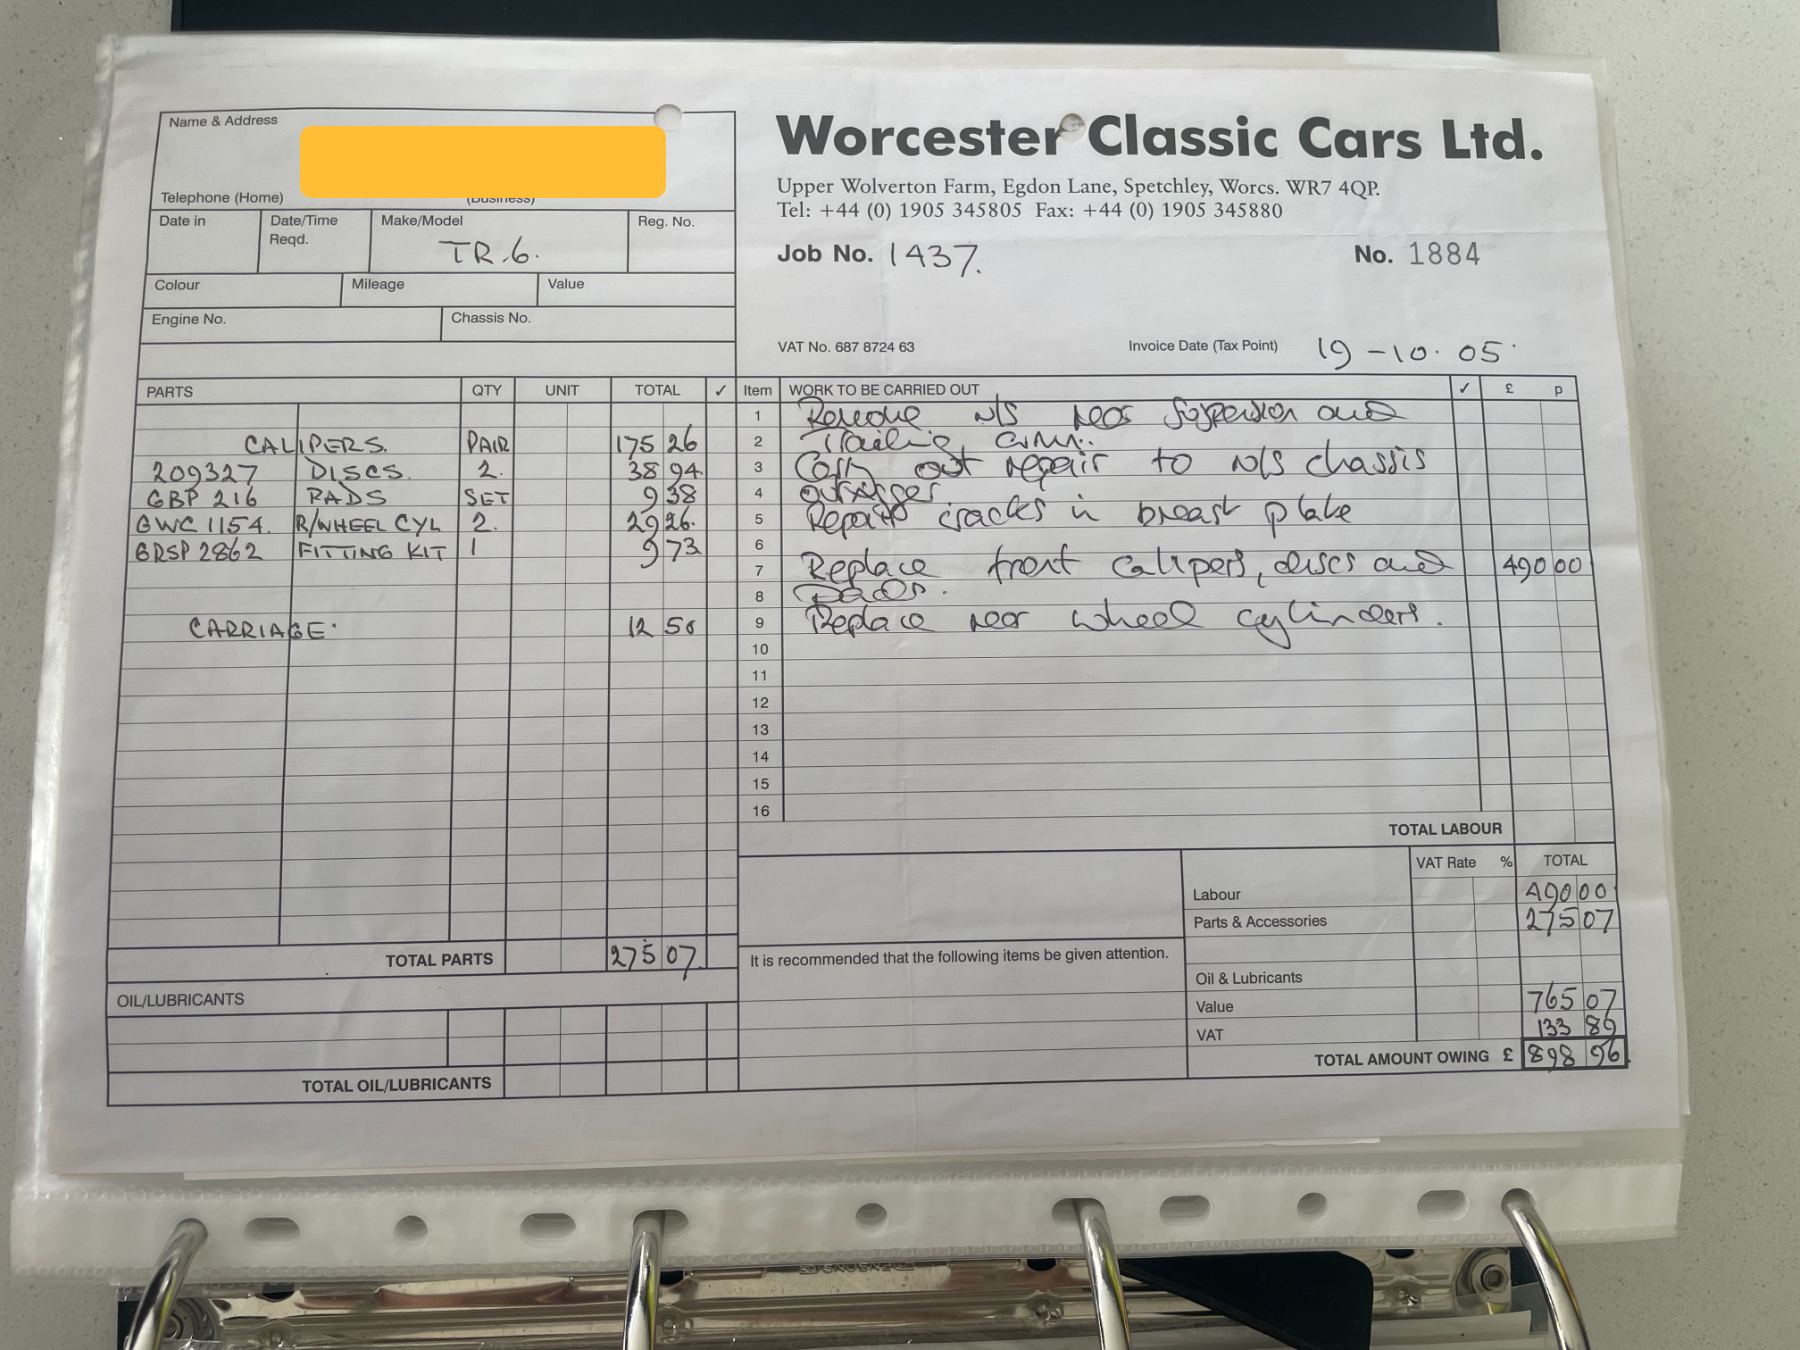 Name & Address
Telephone (Home)
(Business)
Date in
Date/Time Reqd.
Make/Model
Reg. No.
TR.6.
Colour
Mileage
Value
Engine No.
Chassis No.
Worcester Classic Cars Ltd.
Upper Wolverton Farm, Egdon Lane, Spetchley, Worcs. WR7 4QP.
Tel: +44 (0) 1905 345805 Fax: +44 (0) 1905 345880
Job No. 1437.
No. 1884
VAT No. 687 8724 63
Invoice Date (Tax Point) 19-10.05
PARTS QTY UNIT TOTAL ✓
CALIPERS. PAIR 175 26
209327 DISCS. 2. 38 94.
GBP 216 PADS SET 9 38
GWC 1154. R/WHEEL CYL 2. 29 26.
GRSP 2862 FITTING KIT 1 9 73
CARRIAGE. 12 50
TOTAL PARTS 275 07.
OIL/LUBRICANTS
TOTAL OIL/LUBRICANTS
Item WORK TO BE CARRIED OUT ✓ £ p
1 Remove N/S rear suspension and
2 Trailing arm.
3 Carry out repair to N/S chassis
4 outrigger.
5 Repair cracks in breast plate
6
7 Replace front calipers, discs and 490 00
8 pads.
9 Replace rear wheel cylinders.
10
11
12
13
14
15
16
TOTAL LABOUR
VAT Rate % TOTAL
Labour 490 00
Parts & Accessories 275 07
It is recommended that the following items be given attention.
Oil & Lubricants
Value 765 07
VAT 133 89
TOTAL AMOUNT OWING £ 898 96